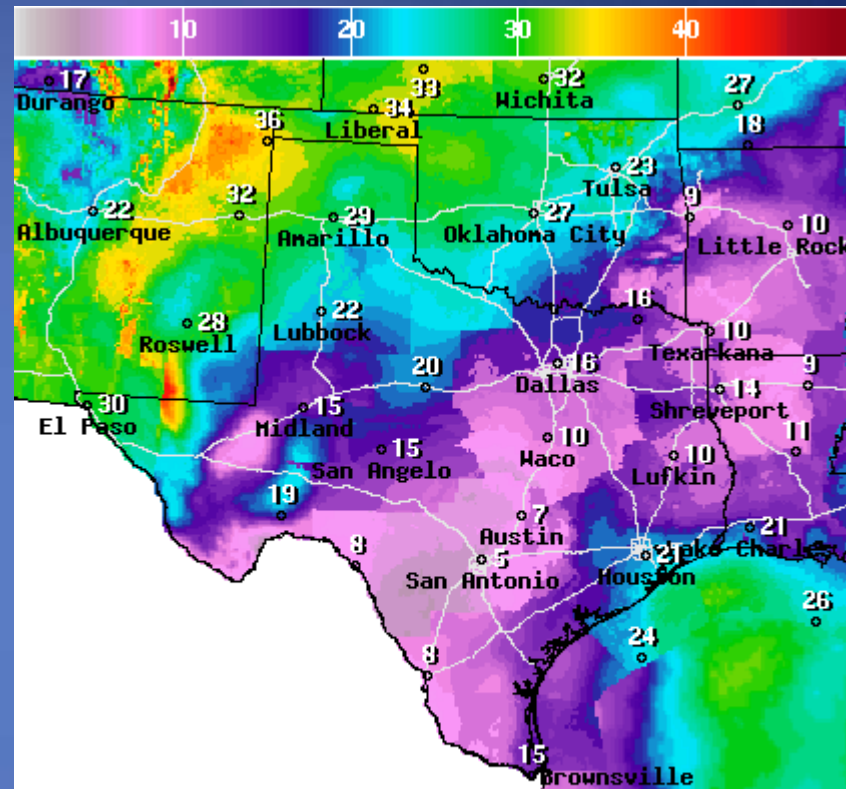 10 20 30 40
17
Durango
33
32
Wichita
27
34
Liberal
36
18
23
Tulsa
22
Albuquerque
32
29
Amarillo
27
Oklahoma City
9
10
Little Rock
28
Roswell
22
Lubbock
16
10
Texarkana
16
Dallas
20
14
Shreveport
9
30
El Paso
15
Midland
15
San Angelo
10
Waco
10
Lufkin
11
19
7
Austin
21
Lake Charles
8
5
San Antonio
21
Houston
26
24
8
15
Brownsville